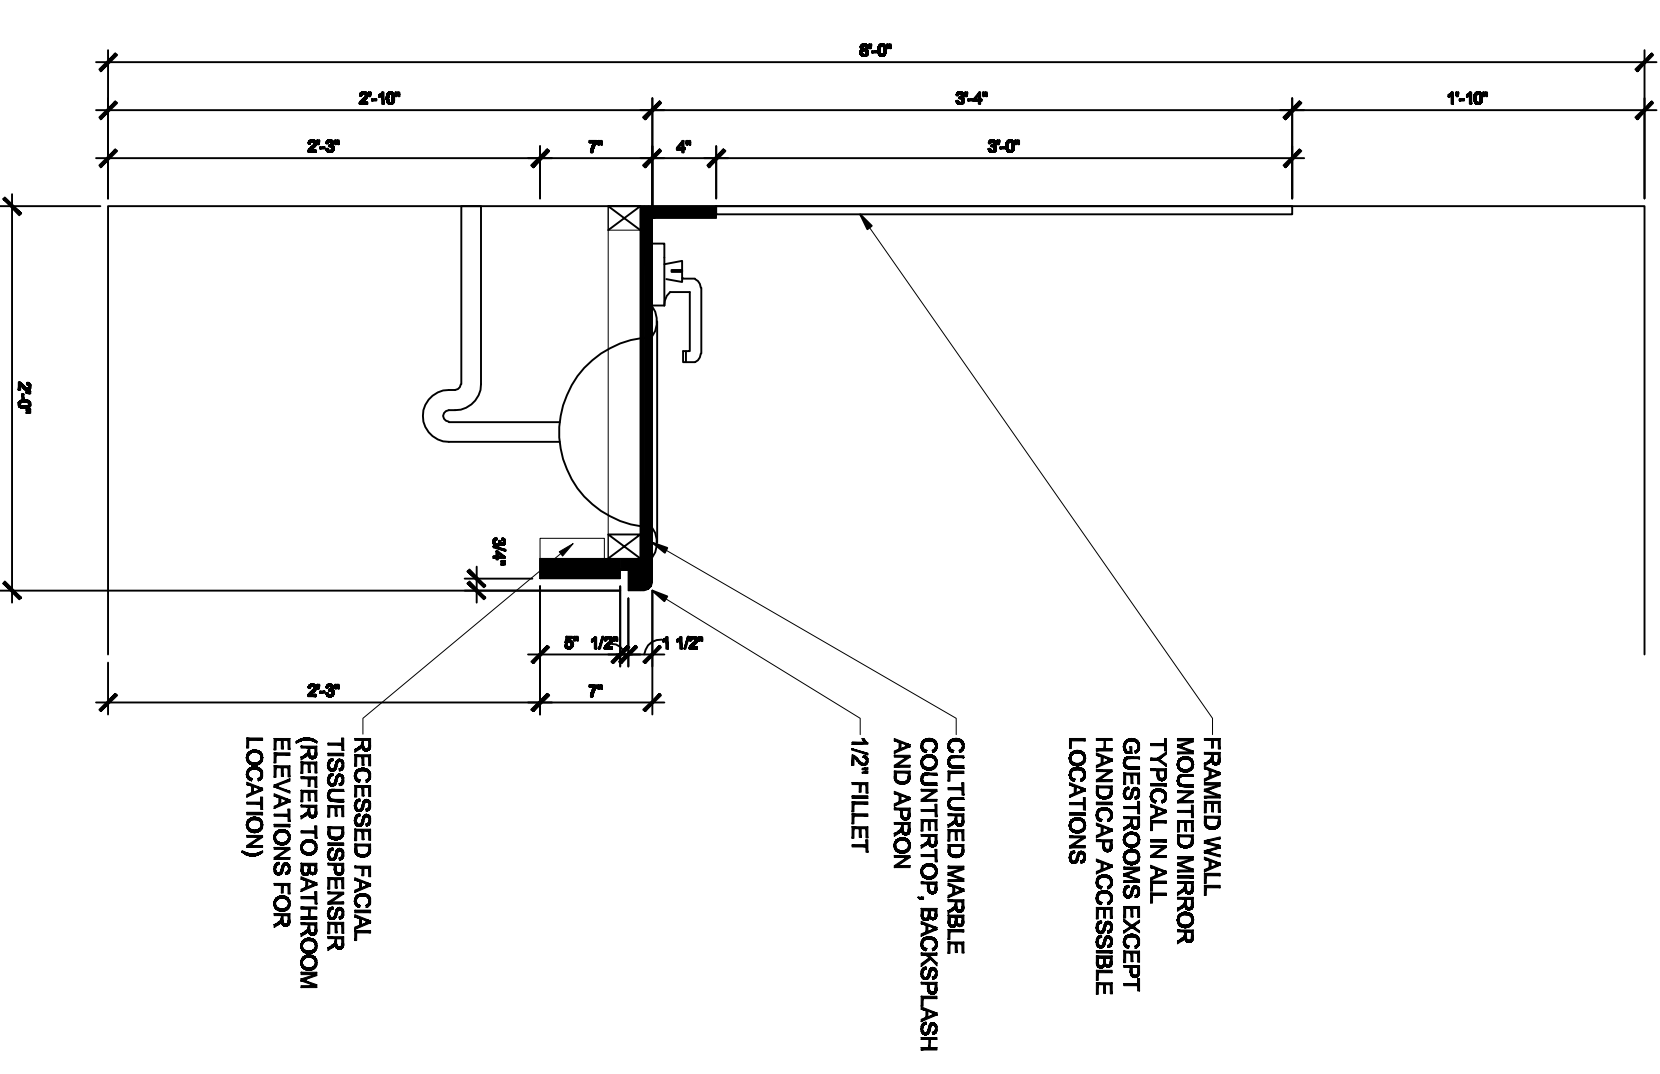 8'-0"
2'-10"
3'-4"
1'-10"
2'-3"
7"
4"
3'-0"
2'-0"
3/4"
5"
1/2"
1 1/2"
2'-3"
7"
FRAMED WALL
MOUNTED MIRROR
TYPICAL IN ALL
GUESTROOMS EXCEPT
HANDICAP ACCESSIBLE
LOCATIONS
CULTURED MARBLE
COUNTERTOP, BACKSPLASH
AND APRON
1/2" FILLET
RECESSED FACIAL
TISSUE DISPENSER
(REFER TO BATHROOM
ELEVATIONS FOR
LOCATION)